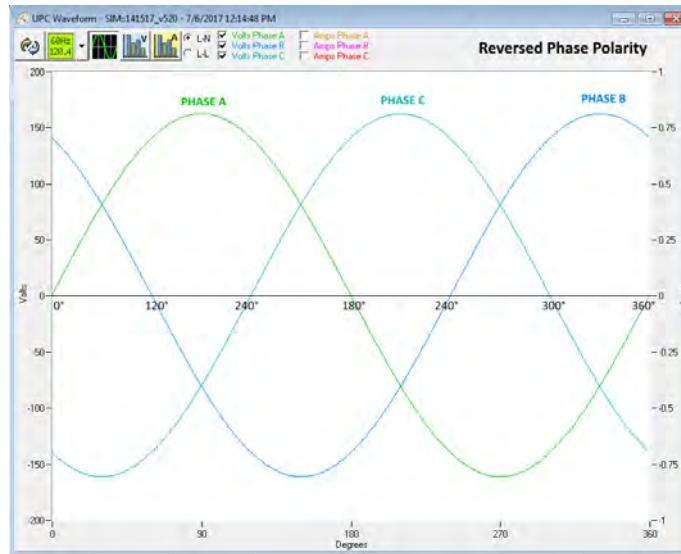 UPC Waveform - SIM:141517_v520 - 7/6/2017 12:14:48 PM
60Hz
120.4
V
A
L-N
L-L
Volts Phase A
Volts Phase B
Volts Phase C
Amps Phase A
Amps Phase B
Amps Phase C
Reversed Phase Polarity
PHASE A PHASE C PHASE B
200 1
150 0.75
100 0.5
50 0.25
0 0
0° 120° 240° 180° 240° 300° 360°
Volts
-50 -0.25
-100 -0.5
-150 -0.75
-200 -1
0 90 180 270 360
Degrees